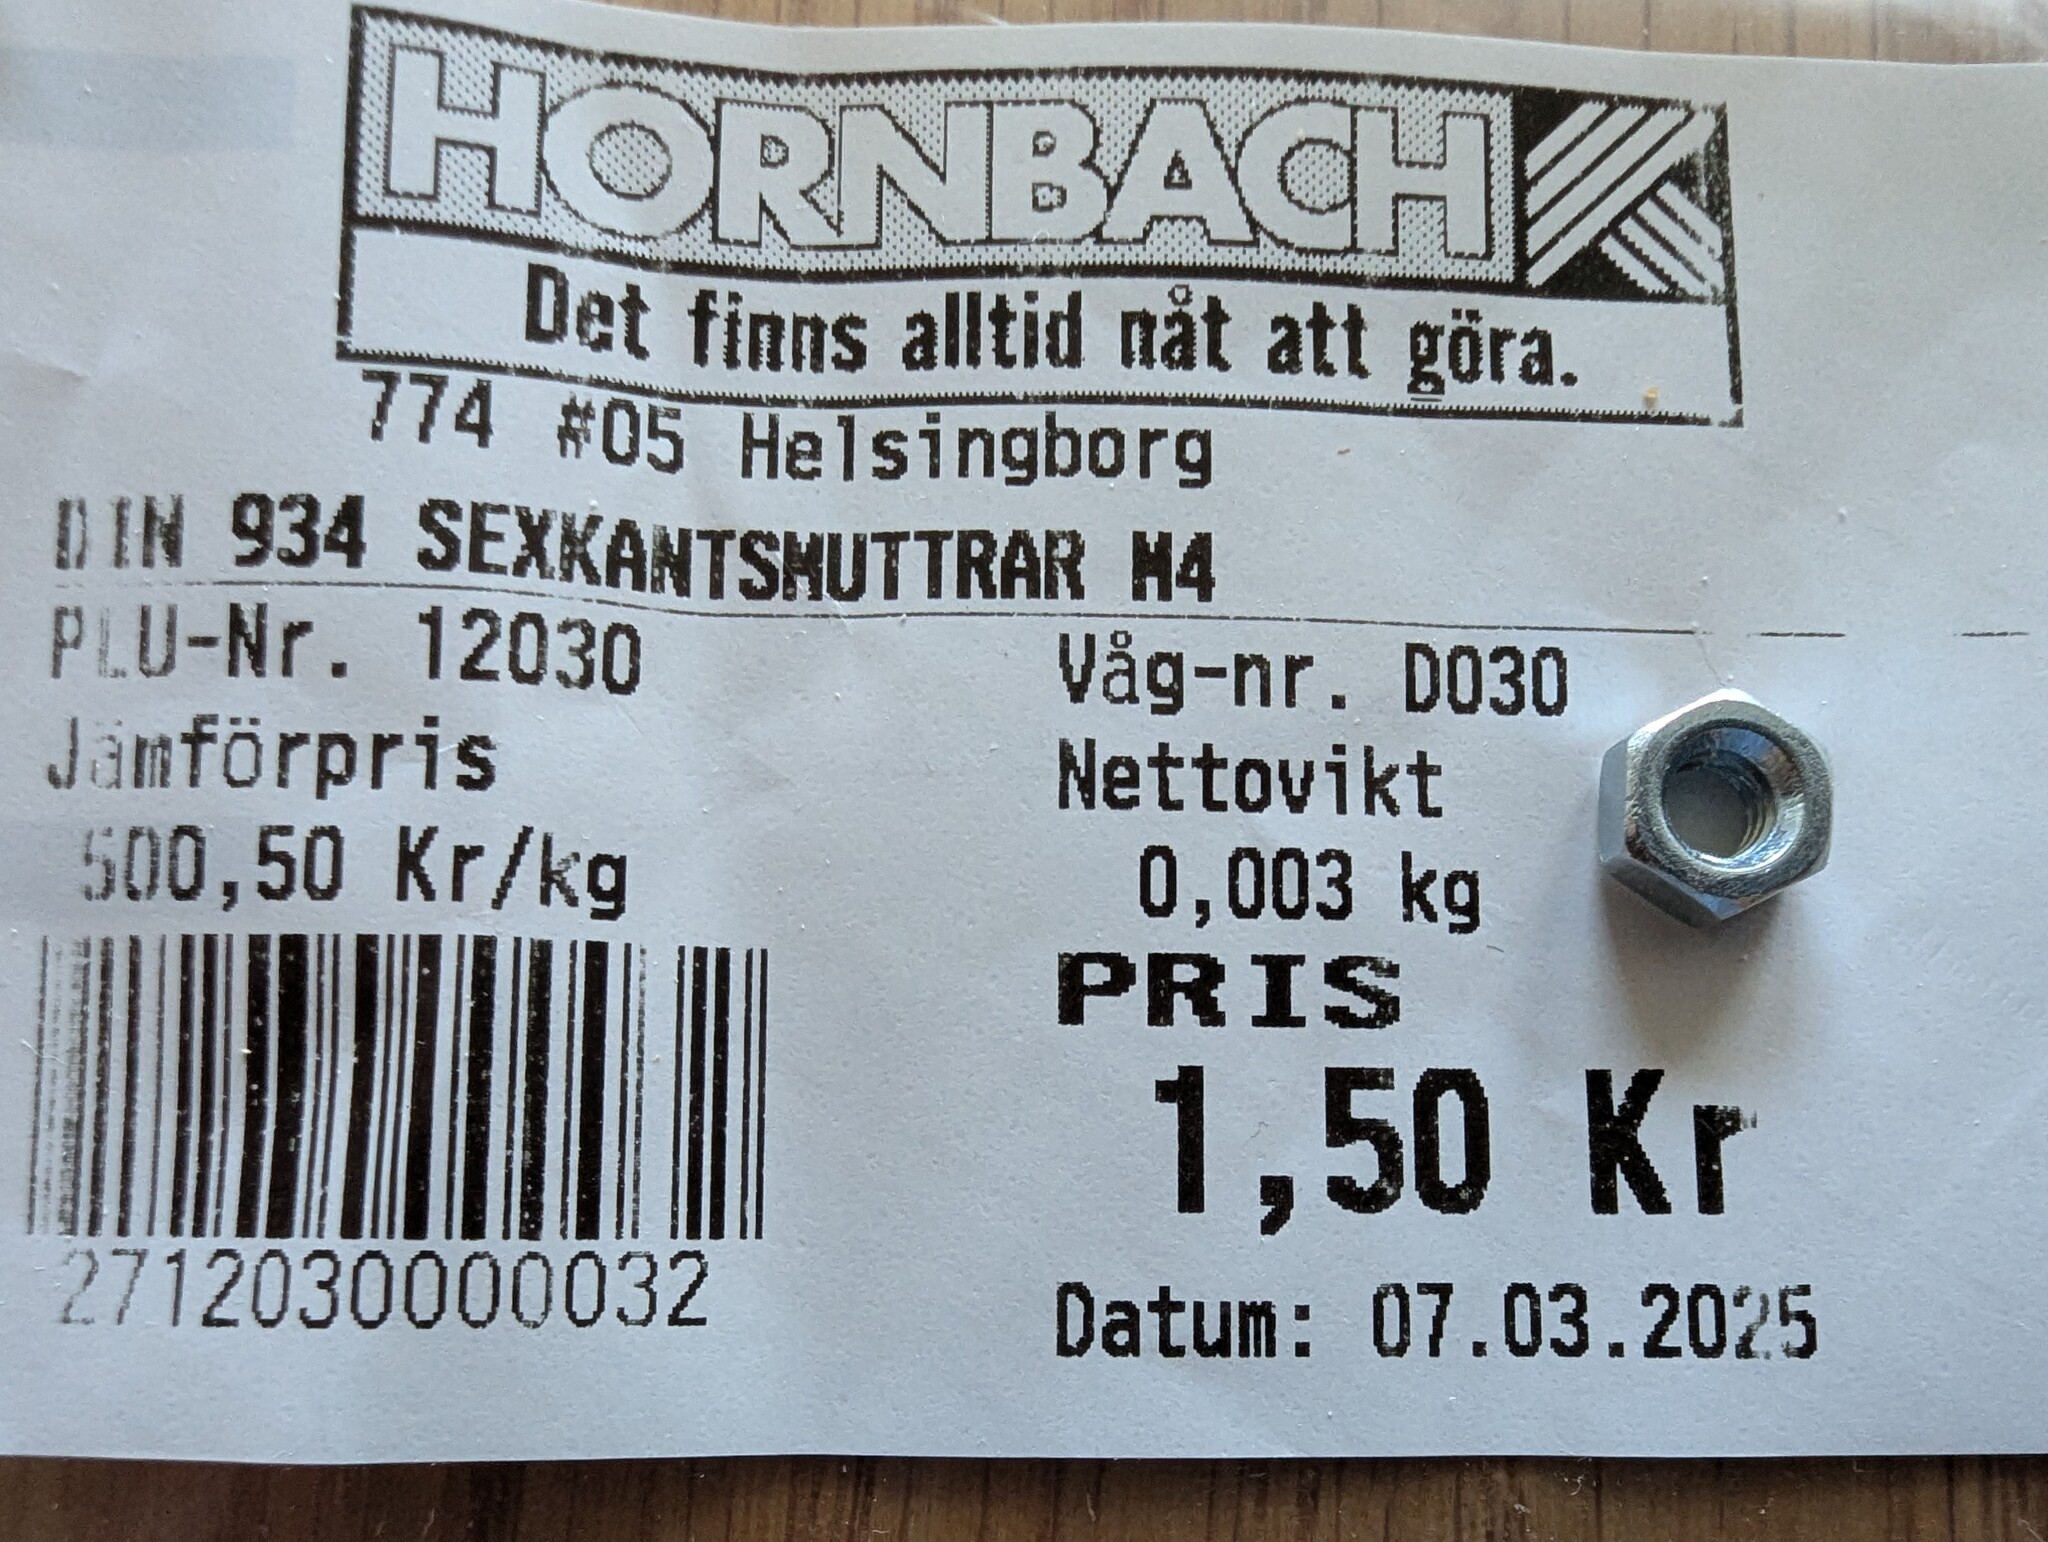 HORNBACH
Det finns alltid nåt att göra.
774 #05 Helsingborg
DIN 934 SEXKANTSMUTTRAR M4
PLU-Nr. 12030
Våg-nr. D030
Jämförpris
Nettovikt
500,50 Kr/kg
0,003 kg
PRIS
1,50 Kr
2712030000032
Datum: 07.03.2025